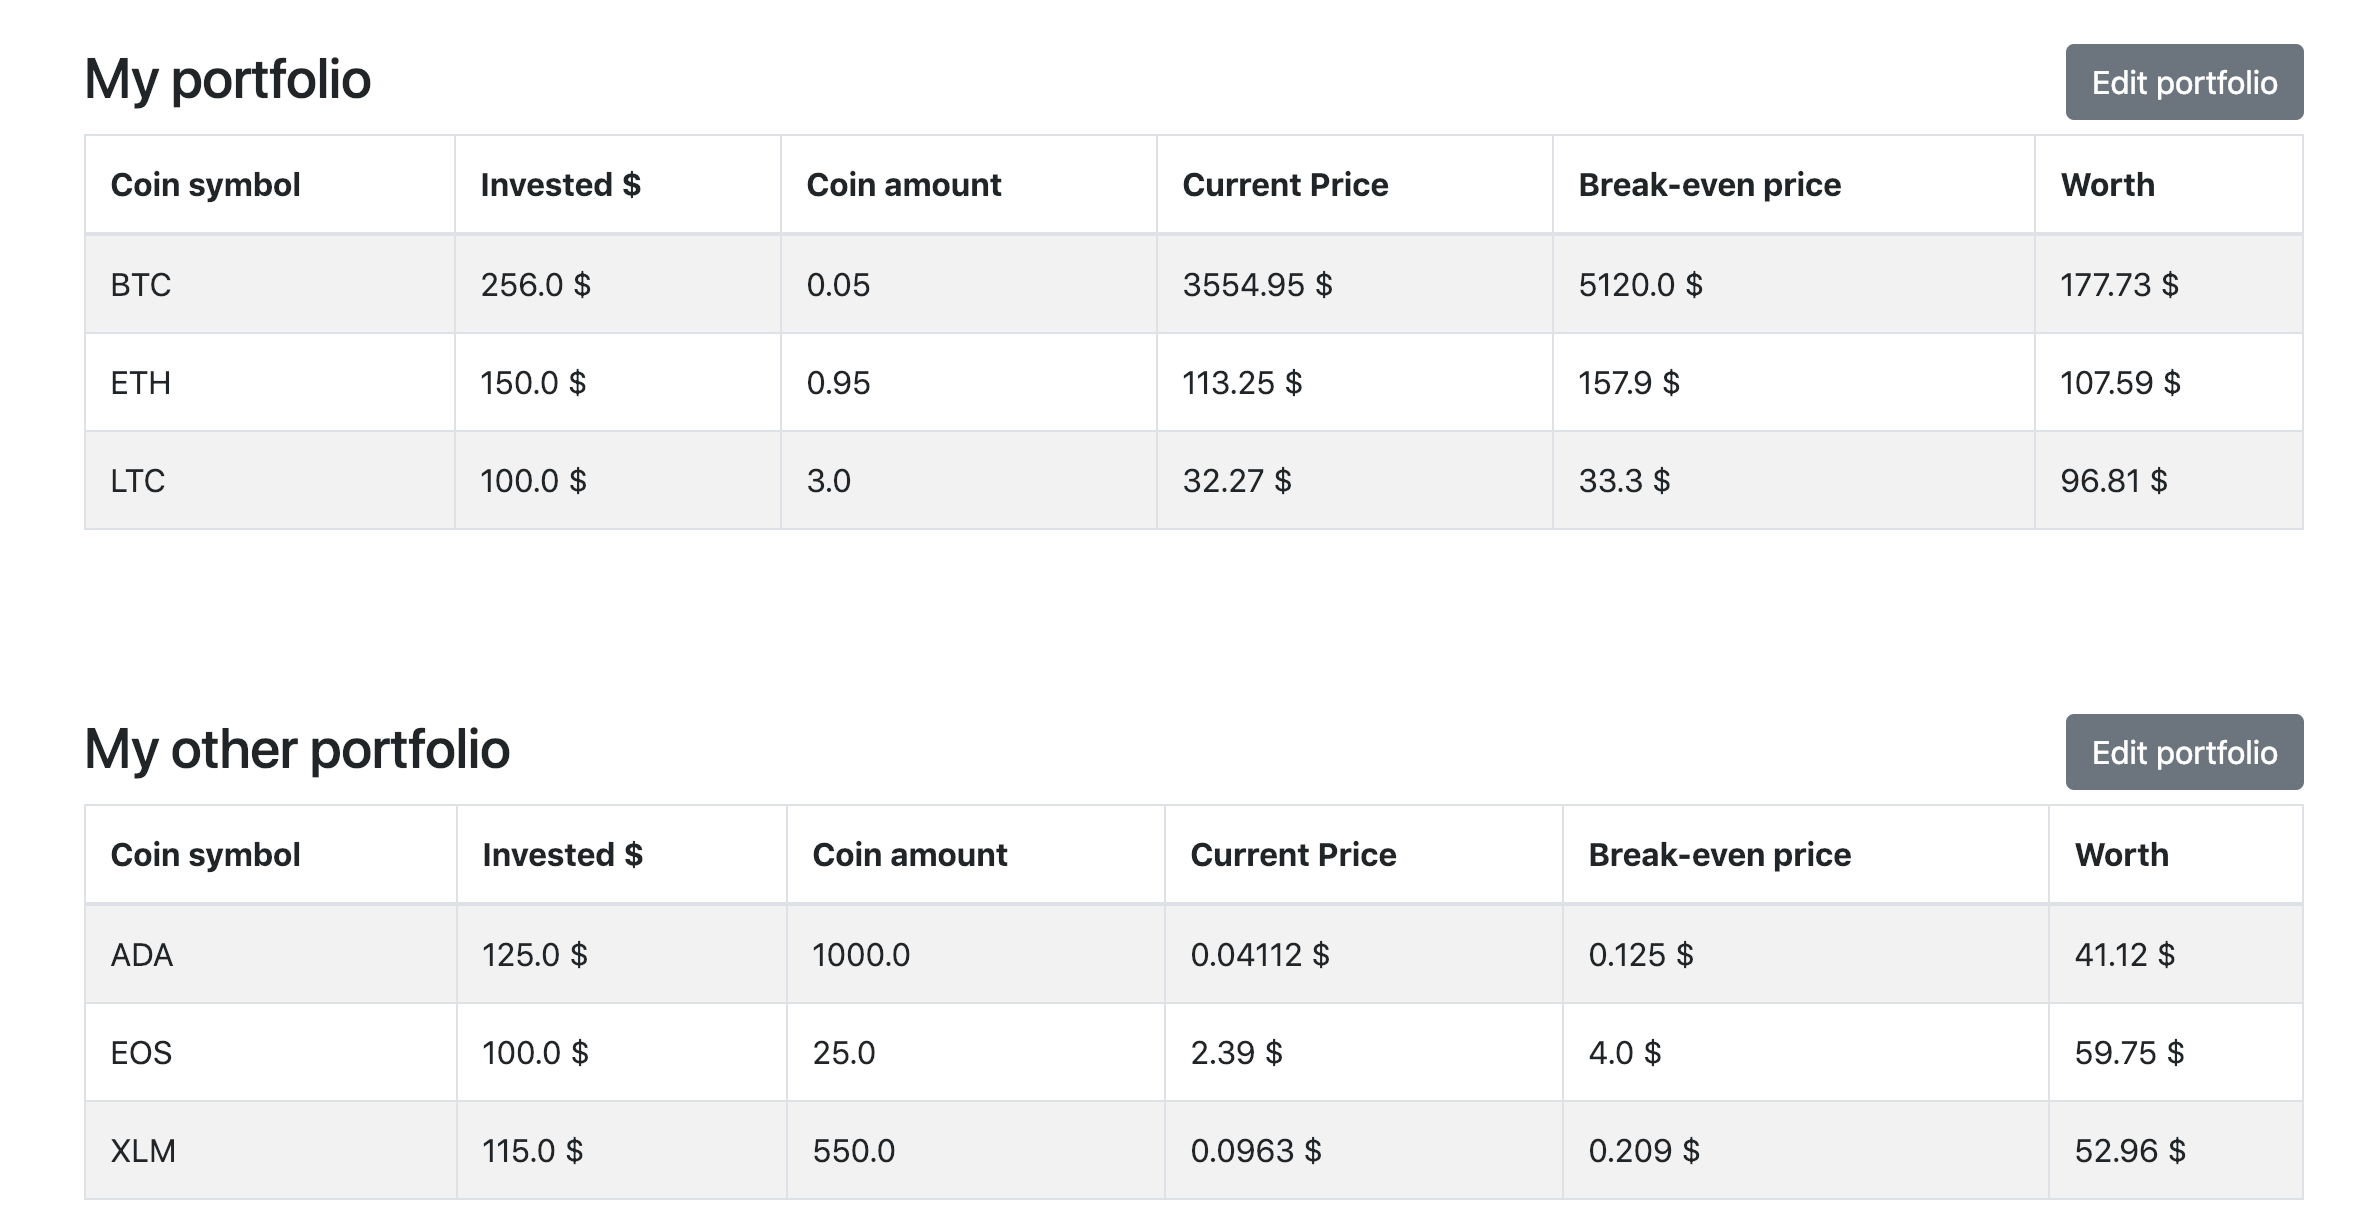 My portfolio Edit portfolio
Coin symbol Invested $ Coin amount Current Price Break-even price Worth
BTC 256.0 $ 0.05 3554.95 $ 5120.0 $ 177.73 $
ETH 150.0 $ 0.95 113.25 $ 157.9 $ 107.59 $
LTC 100.0 $ 3.0 32.27 $ 33.3 $ 96.81 $
My other portfolio Edit portfolio
Coin symbol Invested $ Coin amount Current Price Break-even price Worth
ADA 125.0 $ 1000.0 0.04112 $ 0.125 $ 41.12 $
EOS 100.0 $ 25.0 2.39 $ 4.0 $ 59.75 $
XLM 115.0 $ 550.0 0.0963 $ 0.209 $ 52.96 $